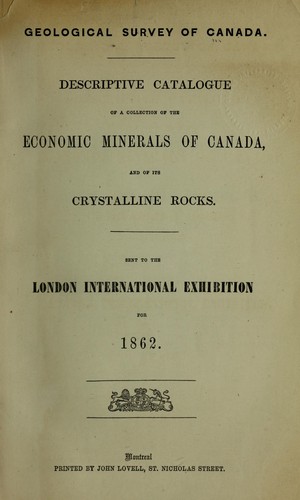 GEOLOGICAL SURVEY OF CANADA.
DESCRIPTIVE CATALOGUE
OF A COLLECTION OF THE
ECONOMIC MINERALS OF CANADA,
AND OF ITS
CRYSTALLINE ROCKS.
SENT TO THE
LONDON INTERNATIONAL EXHIBITION
FOR
1862.
Montreal
PRINTED BY JOHN LOVELL, ST. NICHOLAS STREET.